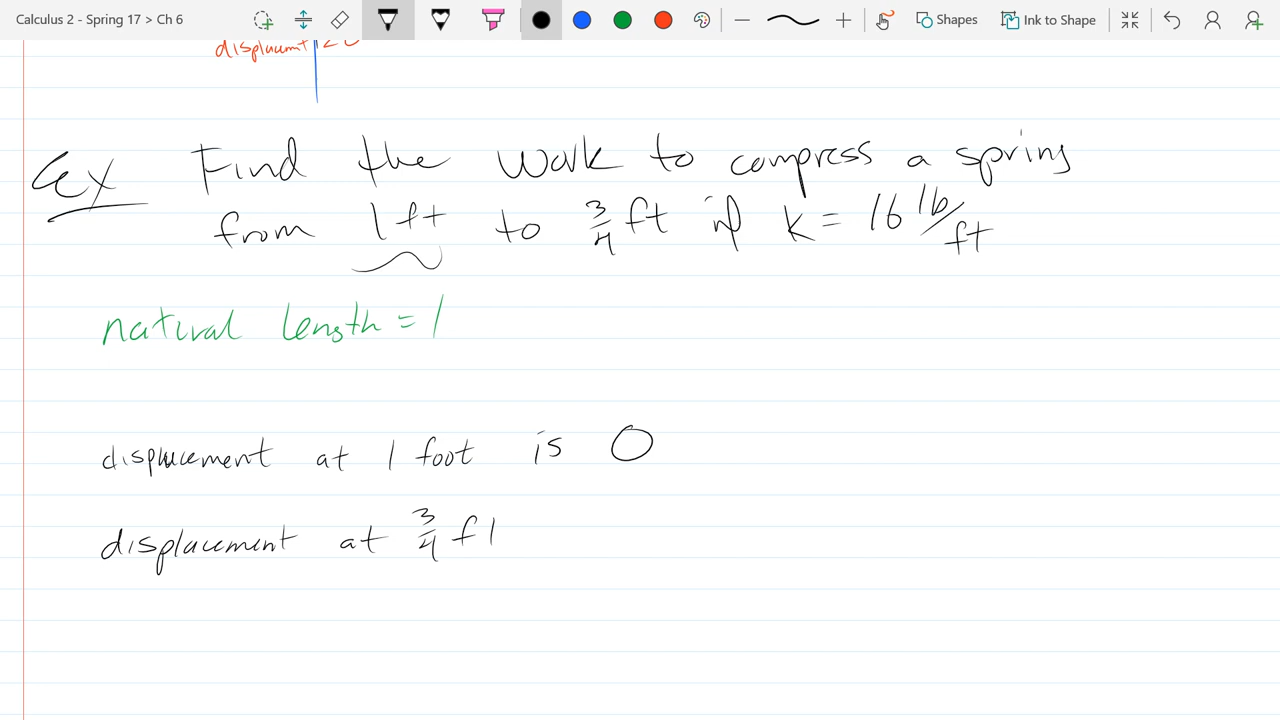 Calculus 2 - Spring 17 > Ch 6
Shapes
Ink to Shape
Ex Find the work to compress a spring
from 1 ft to 3/4 ft if k = 16 lb/ft
natural length = 1
displacement at 1 foot is 0
displacement at 3/4 f